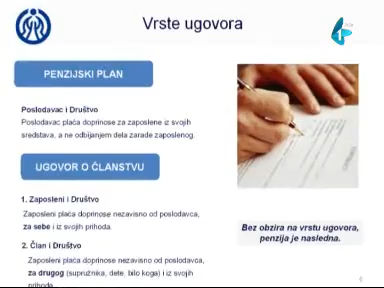 Vrste ugovora
1
PENZIJSKI PLAN
Poslodavac i Društvo
Poslodavac plaća doprinose za zaposlene iz svojih
sredstava, a ne odbijanjem dela zarade zaposlenog.
UGOVOR O ČLANSTVU
1. Zaposleni i Društvo
Zaposleni plaća doprinose nezavisno od poslodavca,
za sebe i iz svojih prihoda.
2. Član i Društvo
Zaposleni plaća doprinose nezavisno od poslodavca,
za drugog (supružnika, dete, bilo koga) i iz svojih
prihoda.
Bez obzira na vrstu ugovora,
penzija je nasledna.